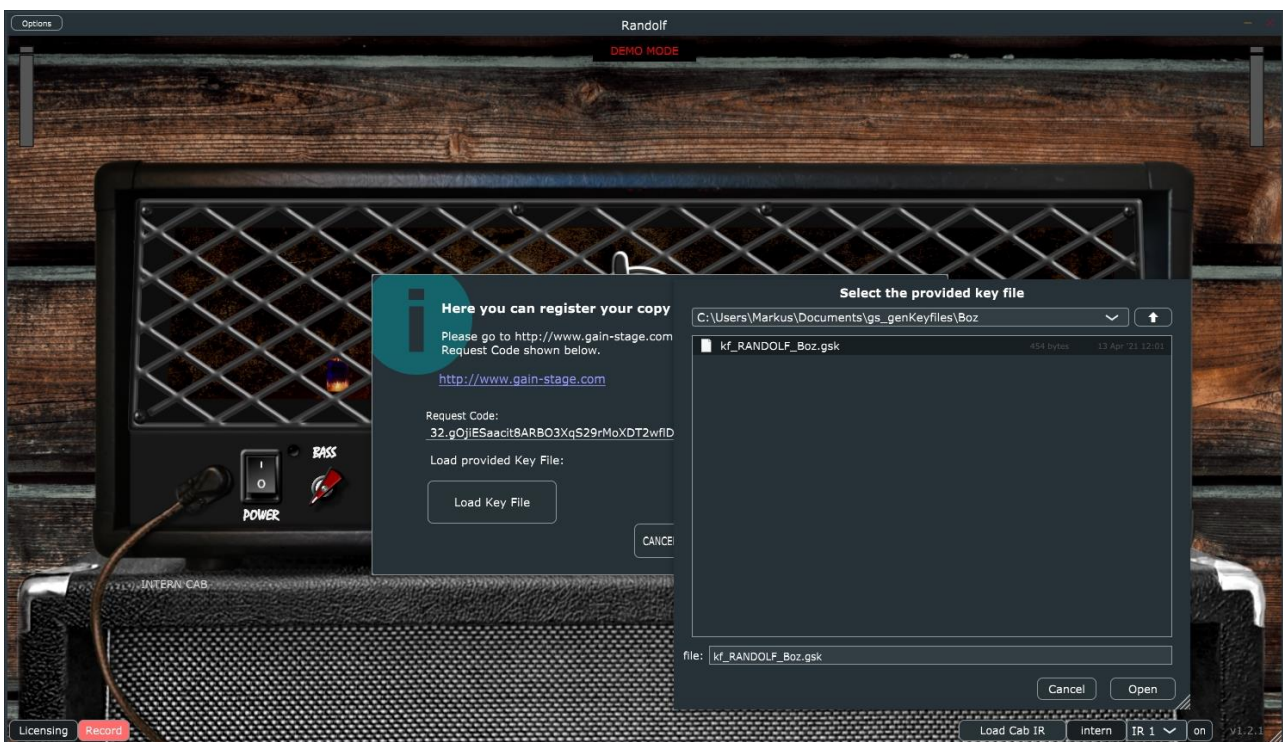 Options
Randolf
DEMO MODE
Here you can register your copy
Please go to http://www.gain-stage.com
Request Code shown below.
http://www.gain-stage.com
Request Code:
32.gOjiESaacit8ARBO3XqS29rMoXDT2wflD
Load provided Key File:
Load Key File
CANCE
Select the provided key file
C:\Users\Markus\Documents\gs_genKeyfiles\Boz
kf_RANDOLF_Boz.gsk 454 bytes 13 Apr '21 12:01
file: kf_RANDOLF_Boz.gsk
Cancel Open
BASS
I
O
POWER
INTERN CAB
Licensing Record Load Cab IR intern IR 1 on v1.2.1